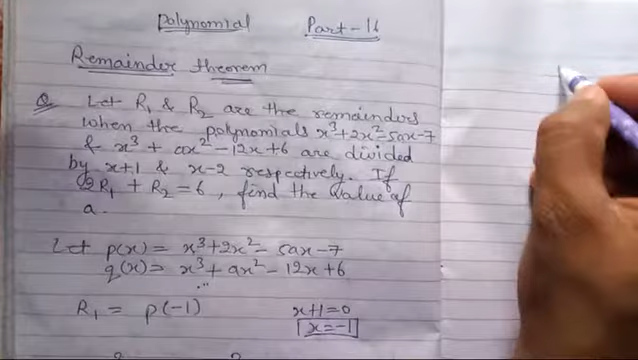 Polynomial Part-16
Remainder theorem
Q Let R₁ & R₂ are the remainders
when the polynomials x³+2x²-5ax-7
& x³ + ax² - 12x + 6 are divided
by x+1 & x-2 respectively. If
2R₁ + R₂ = 6, find the value of
a.
Let p(x) = x³+2x²- 5ax-7
q(x)= x³+ ax²- 12x +6
R₁ = p(-1) x+1=0
x=-1